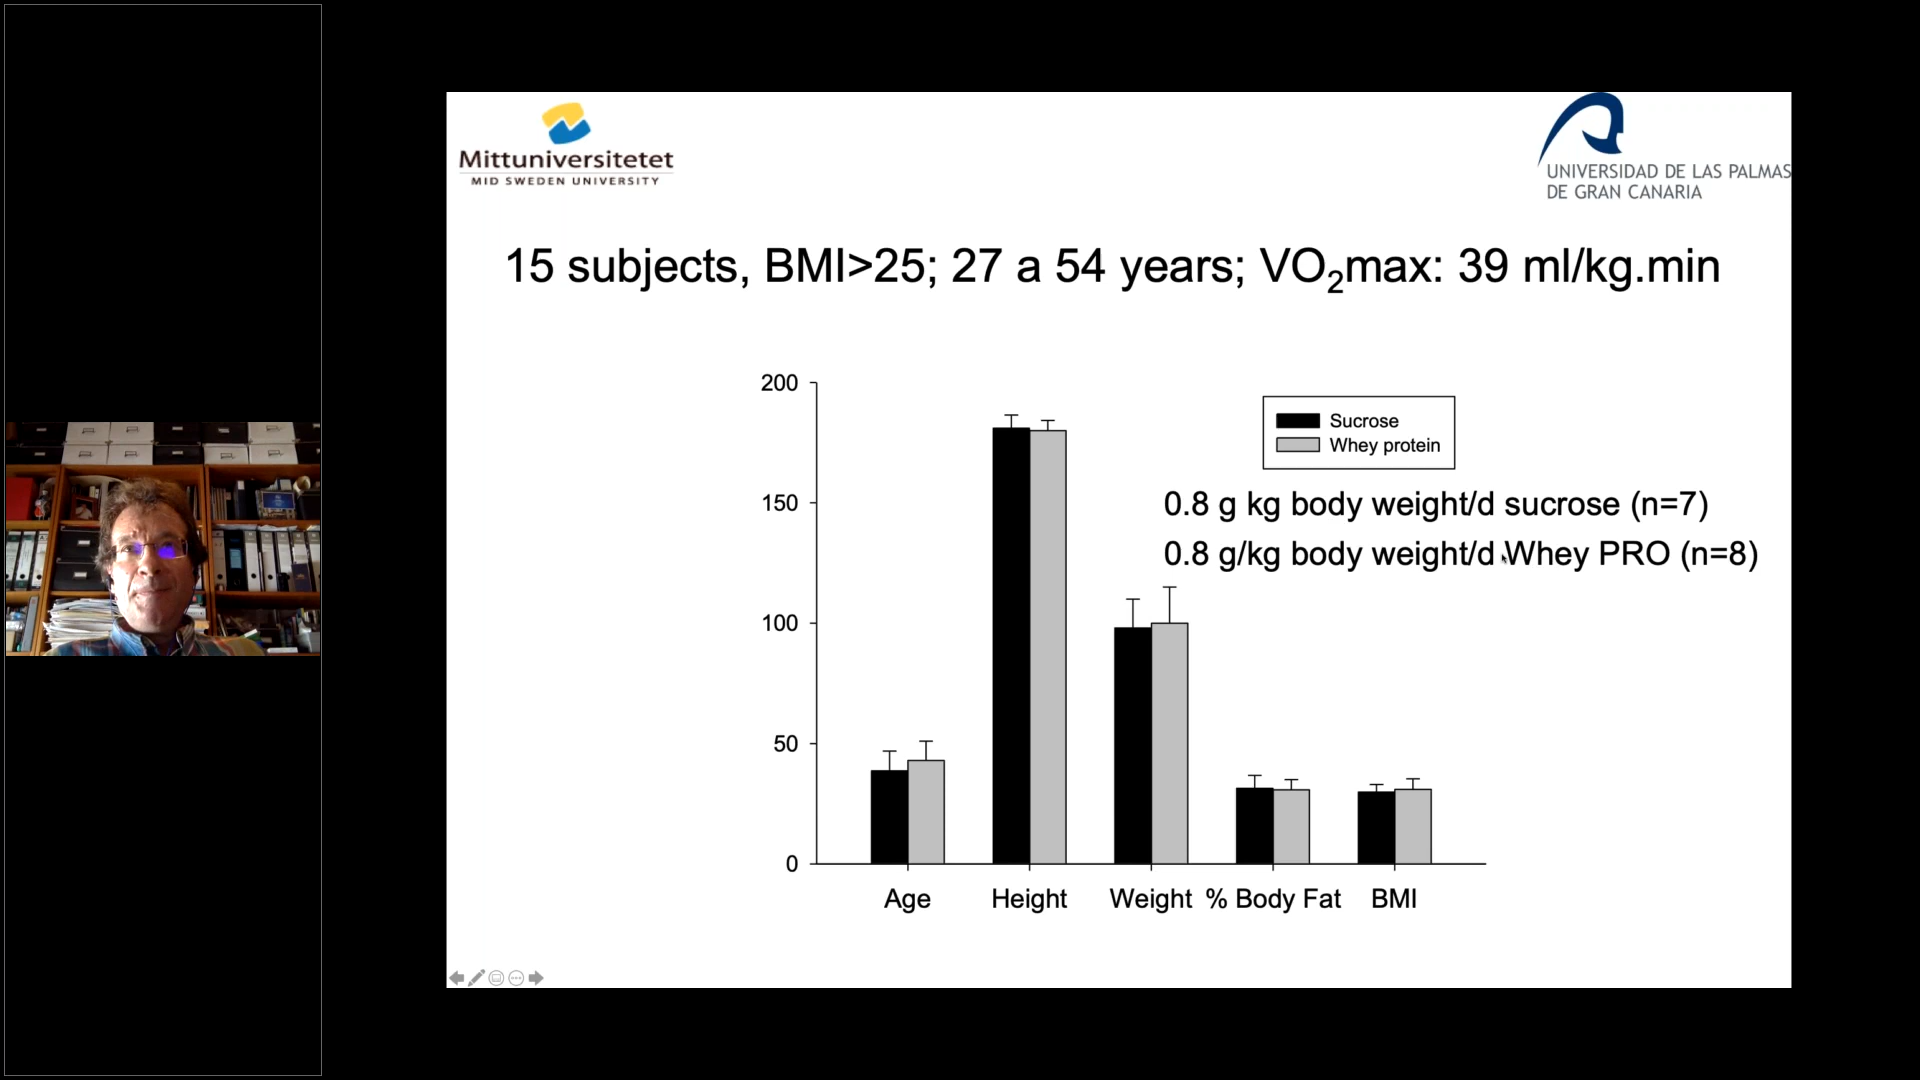 Mittuniversitetet
MID SWEDEN UNIVERSITY
UNIVERSIDAD DE LAS PALMAS
DE GRAN CANARIA
15 subjects, BMI>25; 27 a 54 years; VO₂max: 39 ml/kg.min
200
150
100
50
0
Sucrose
Whey protein
0.8 g kg body weight/d sucrose (n=7)
0.8 g/kg body weight/d Whey PRO (n=8)
Age
Height
Weight
% Body Fat
BMI